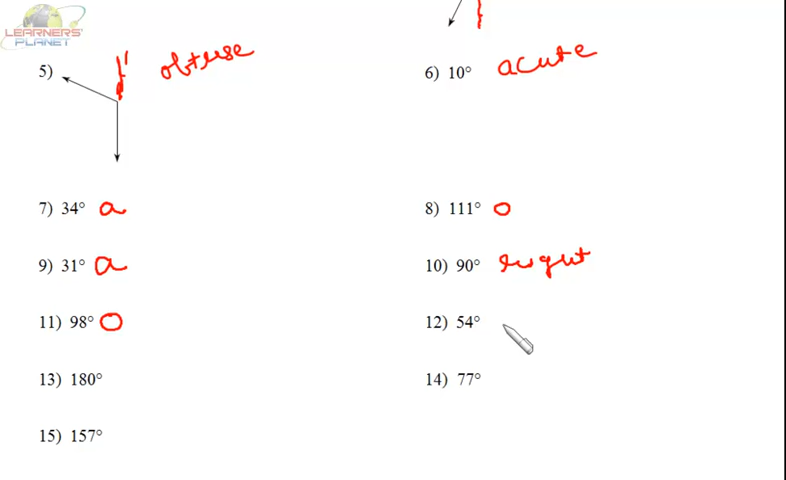 LEARNERS'
PLANET
5) obtuse
6) 10° acute
7) 34° a
8) 111° o
9) 31° a
10) 90° right
11) 98° o
12) 54°
13) 180°
14) 77°
15) 157°